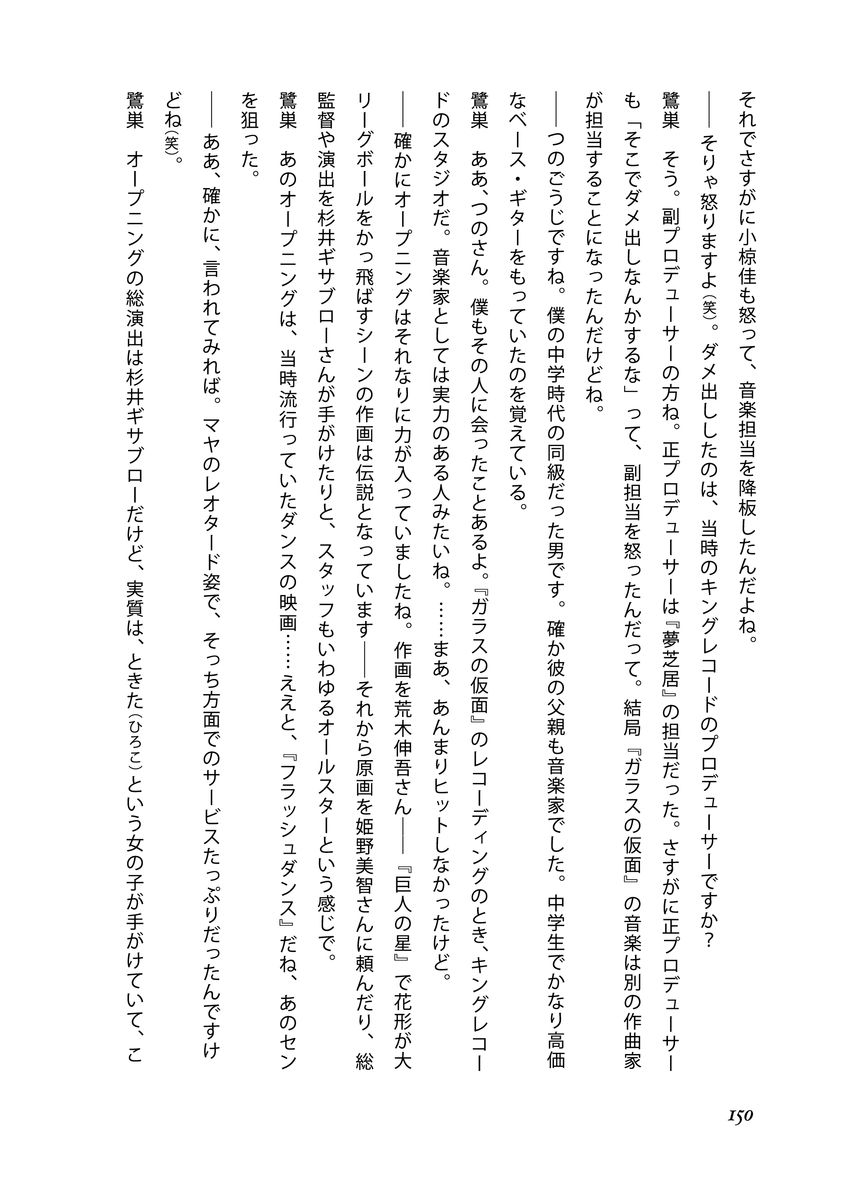 それでさすがに小椋佳も怒って、音楽担当を降板したんだよね。
―― そりゃ怒りますよ（笑）。ダメ出ししたのは、当時のキングレコードのプロデューサーですか？
鷺巣　そう。副プロデューサーの方ね。正プロデューサーは『夢芝居』の担当だった。さすがに正プロデューサー
も「そこでダメ出しなんかするな」って、副担当を怒ったんだって。結局『ガラスの仮面』の音楽は別の作曲家
が担当することになったんだけどね。
―― つのごうじですね。僕の中学時代の同級だった男です。確か彼の父親も音楽家でした。中学生でかなり高価
なベース・ギターをもっていたのを覚えている。
鷺巣　ああ、つのさん。僕もその人に会ったことあるよ。『ガラスの仮面』のレコーディングのとき、キングレコー
ドのスタジオだ。音楽家としては実力のある人みたいね。……まあ、あんまりヒットしなかったけど。
―― 確かにオープニングはそれなりに力が入っていましたね。作画を荒木伸吾さん――『巨人の星』で花形が大
リーグボールをかっ飛ばすシーンの作画は伝説となっています――それから原画を姫野美智さんに頼んだり、総
監督や演出を杉井ギサブローさんが手がけたりと、スタッフもいわゆるオールスターという感じで。
鷺巣　あのオープニングは、当時流行っていたダンスの映画……ええと、『フラッシュダンス』だね、あのセン
を狙った。
―― ああ、確かに、言われてみれば。マヤのレオタード姿で、そっち方面でのサービスたっぷりだったんですけ
どね（笑）。
鷺巣　オープニングの総演出は杉井ギサブローだけど、実質は、ときた（ひろこ）という女の子が手がけていて、こ
150